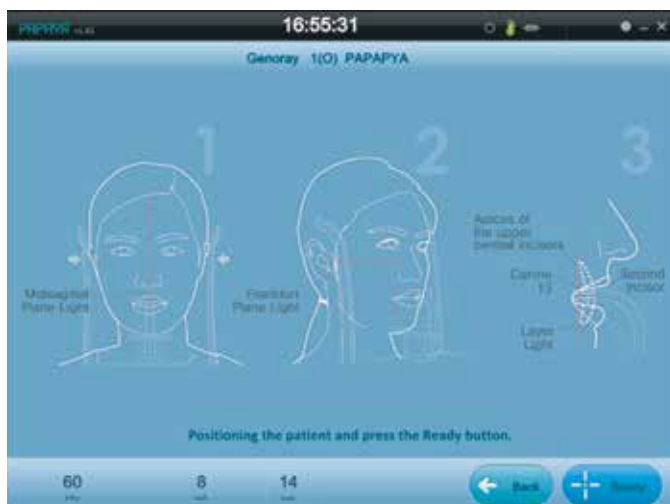 PAPAYA
16:55:31
Genoray 1(O) PAPAPYA
1
2
3
Midsagittal
Plane Light
Frankfort
Plane Light
Apices of
the upper
central incisors
Canine
13
Second
incisor
Layer
Light
Positioning the patient and press the Ready button.
60
8
14
Back
Ready